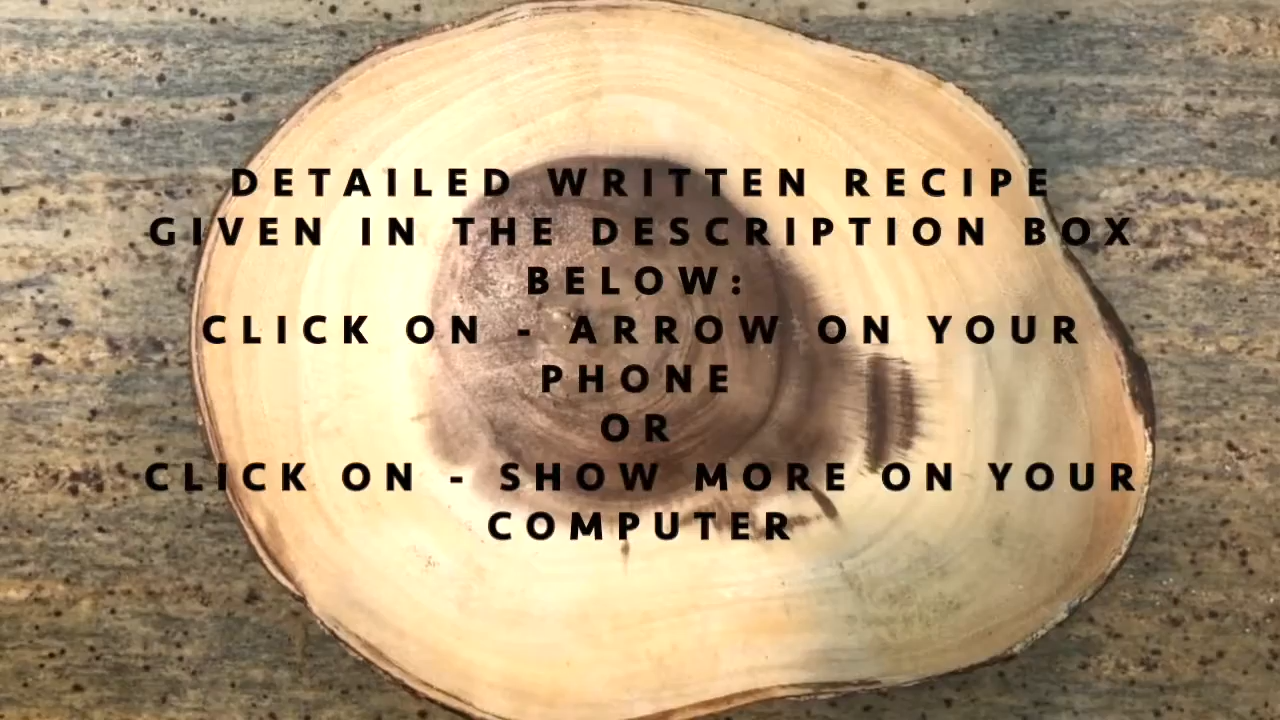 DETAILED WRITTEN RECIPE
GIVEN IN THE DESCRIPTION BOX
BELOW:
CLICK ON - ARROW ON YOUR
PHONE
OR
CLICK ON - SHOW MORE ON YOUR
COMPUTER